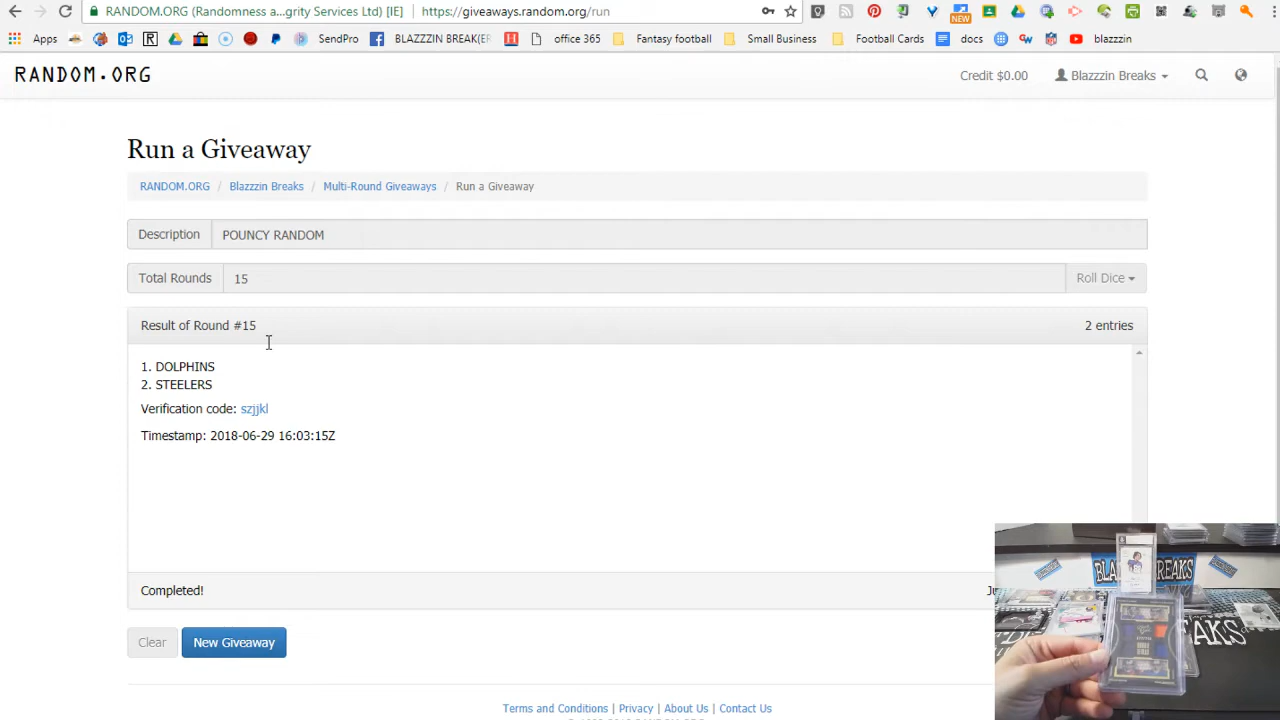 RANDOM.ORG (Randomness a...grity Services Ltd) [IE] https://giveaways.random.org/run
NEW
Apps SendPro BLAZZZIN BREAK(ER office 365 Fantasy football Small Business Football Cards docs blazzzin
RANDOM.ORG Credit $0.00 Blazzzin Breaks
Run a Giveaway
RANDOM.ORG / Blazzzin Breaks / Multi-Round Giveaways / Run a Giveaway
Description POUNCY RANDOM
Total Rounds 15 Roll Dice
Result of Round #15 2 entries
1. DOLPHINS
2. STEELERS
Verification code: szjjkl
Timestamp: 2018-06-29 16:03:15Z
Completed!
Clear New Giveaway
Terms and Conditions | Privacy | About Us | Contact Us